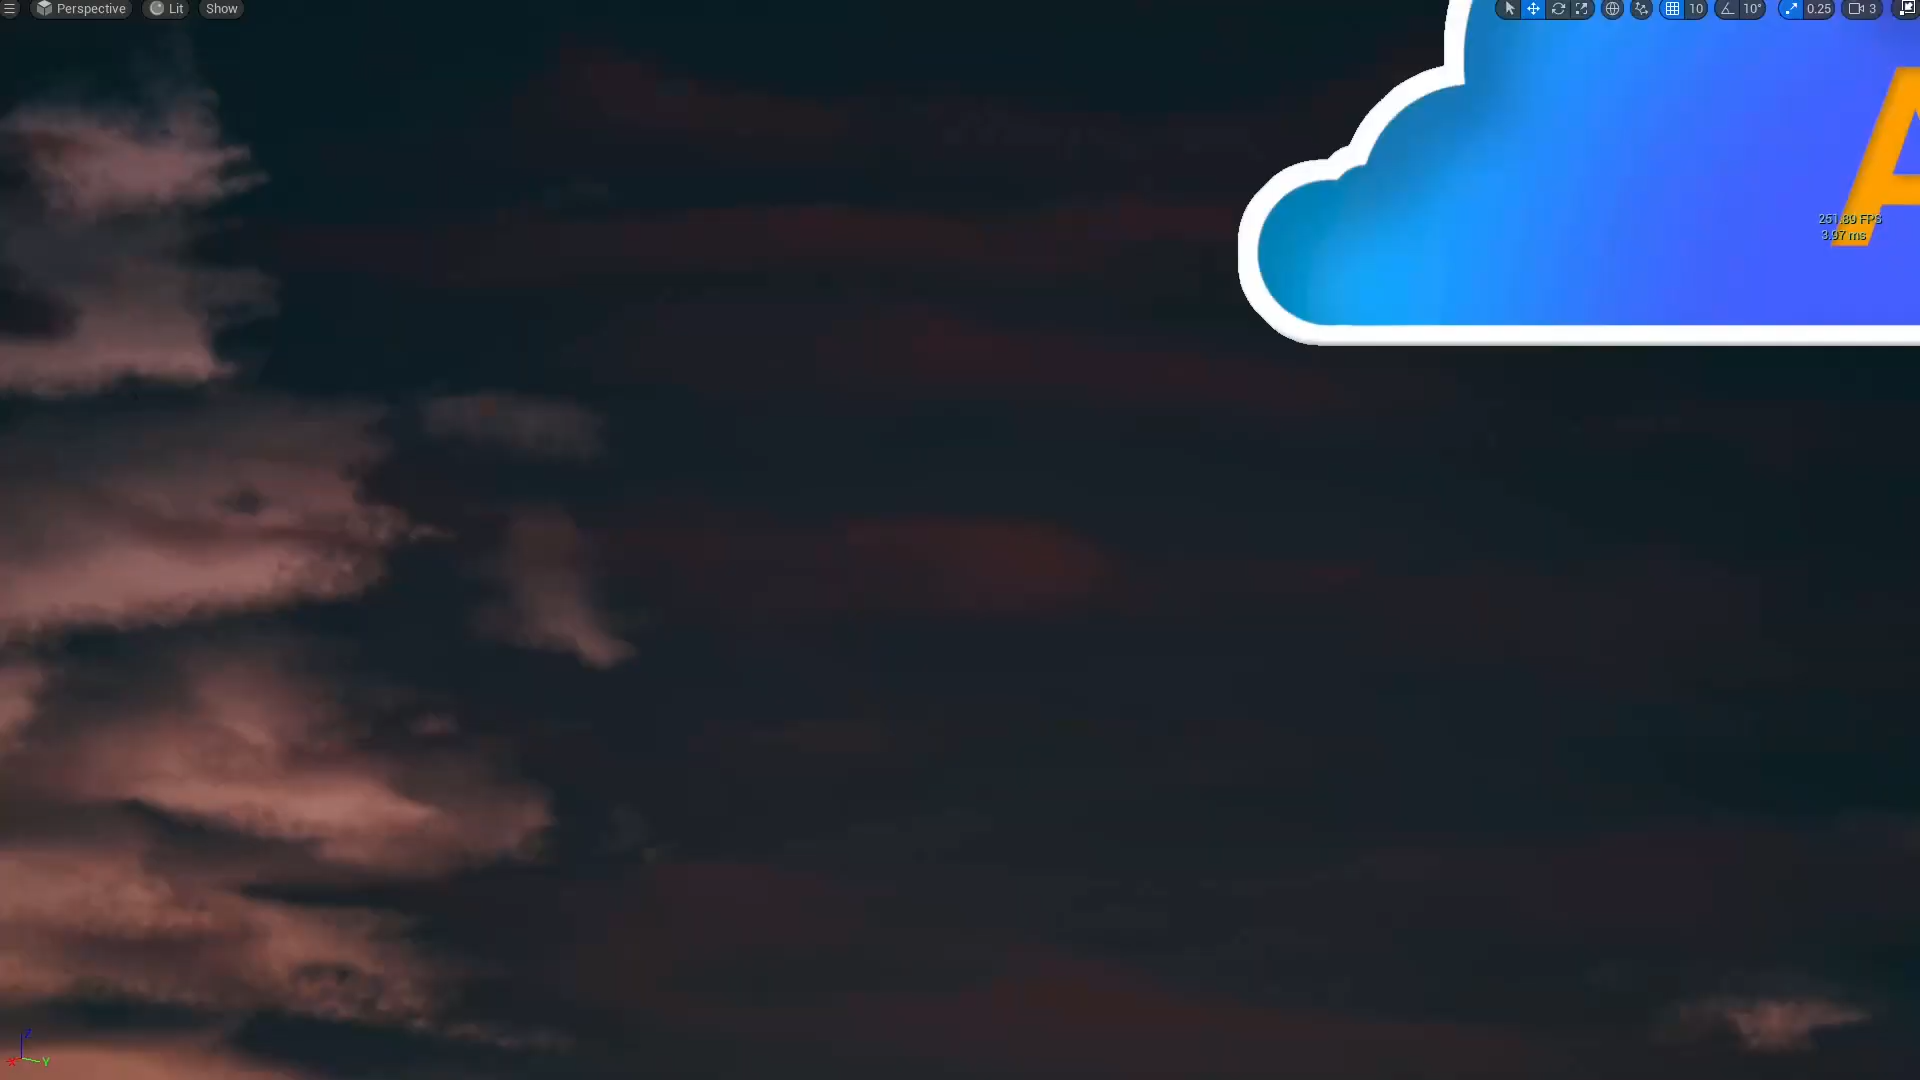 Perspective Lit Show 10 10° 0.25 3
A
251.89 FPS
3.97 ms
Z
X Y